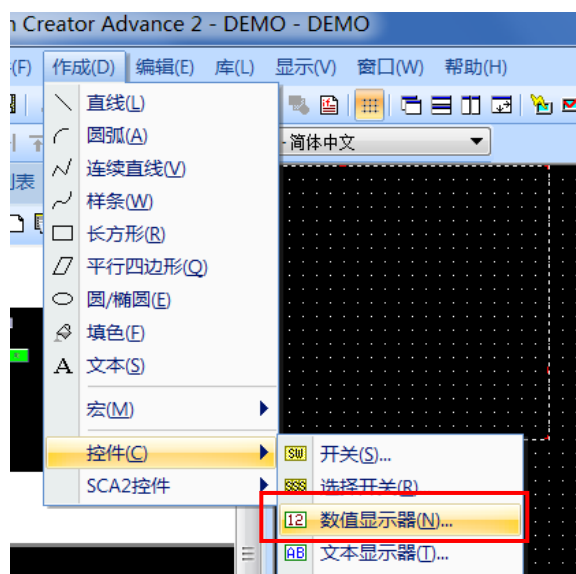 n Creator Advance 2 - DEMO - DEMO
(F) 作成(D) 编辑(E) 库(L) 显示(V) 窗口(W) 帮助(H)
直线(L)
圆弧(A)
- 简体中文
连续直线(V)
列表
样条(W)
长方形(R)
平行四边形(Q)
圆/椭圆(E)
填色(F)
A 文本(S)
宏(M)
控件(C)
SW 开关(S)...
SCA2控件
SSS 选择开关(R)
12 数值显示器(N)...
AB 文本显示器(T)...